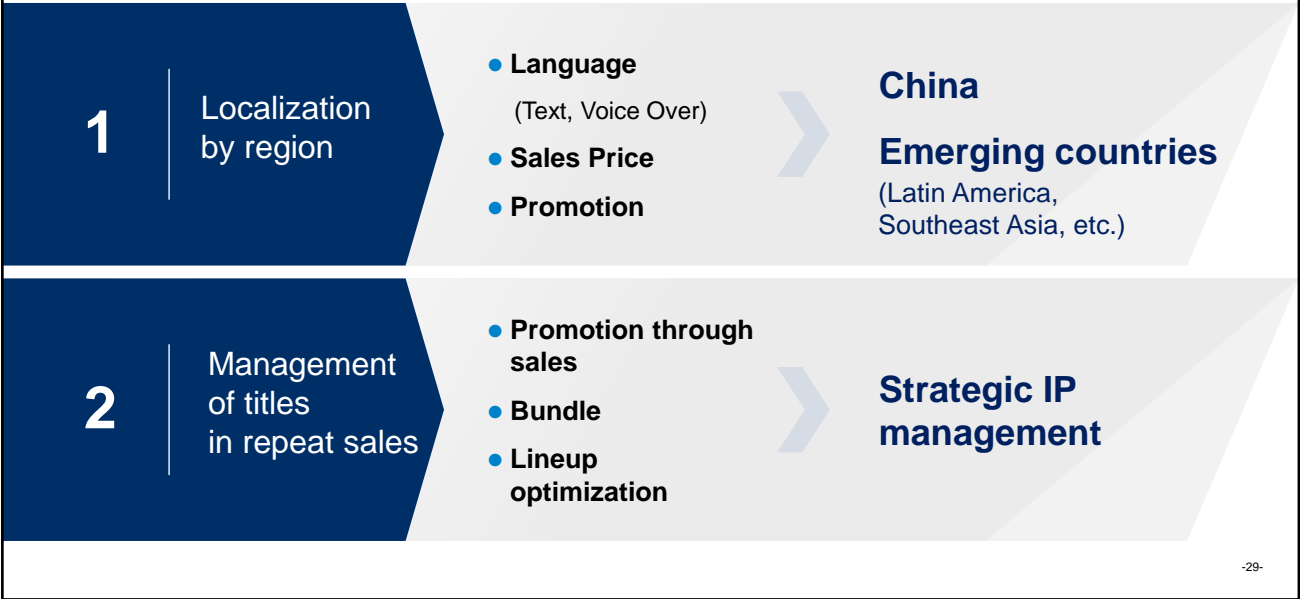 1
Localization
by region
● Language
(Text, Voice Over)
● Sales Price
● Promotion
China
Emerging countries
(Latin America,
Southeast Asia, etc.)
2
Management
of titles
in repeat sales
● Promotion through
sales
● Bundle
● Lineup
optimization
Strategic IP
management
-29-